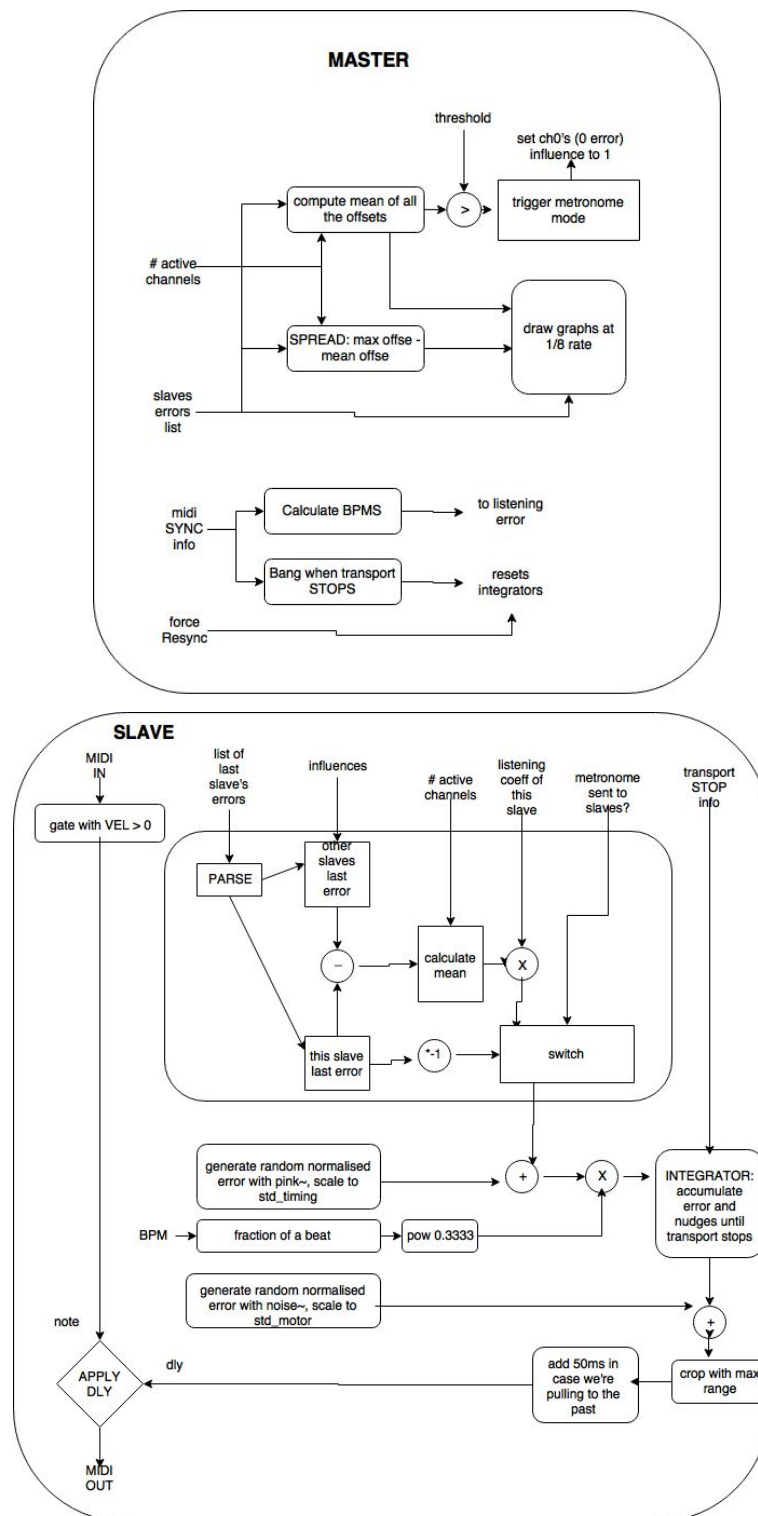 MASTER
threshold
set ch0's (0 error)
influence to 1
compute mean of all
the offsets
>
trigger metronome
mode
# active
channels
SPREAD: max offse -
mean offse
draw graphs at
1/8 rate
slaves
errors
list
midi
SYNC
info
Calculate BPMS
to listening
error
Bang when transport
STOPS
resets
integrators
force
Resync
SLAVE
MIDI
IN
list of
last
slave's
errors
influences
# active
channels
listening
coeff of
this
slave
metronome
sent to
slaves?
transport
STOP
info
gate with VEL > 0
PARSE
other
slaves
last
error
−
calculate
mean
X
this slave
last error
*-1
switch
generate random normalised
error with pink~, scale to
std_timing
+
X
INTEGRATOR:
accumulate
error and
nudges until
transport stops
BPM
fraction of a beat
pow 0.3333
generate random normalised
error with noise~, scale to
std_motor
+
note
APPLY
DLY
dly
add 50ms in
case we're
pulling to the
past
crop with max
range
MIDI
OUT